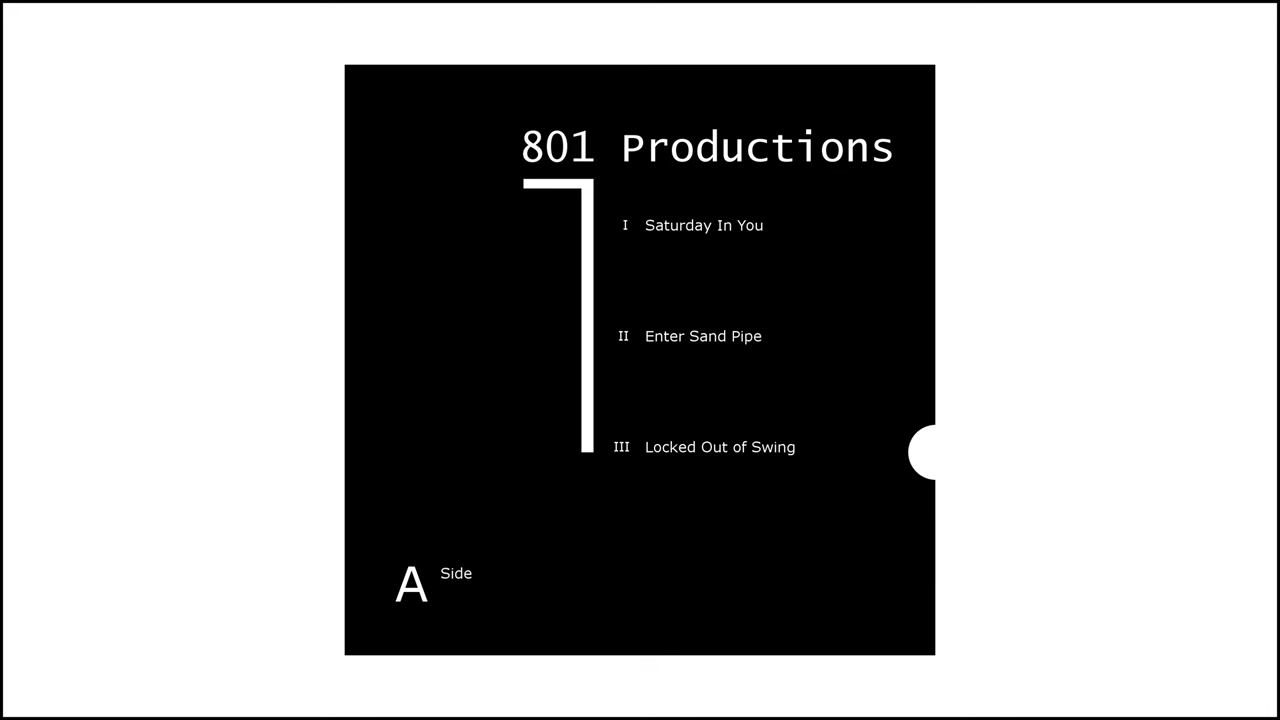 801 Productions
I Saturday In You
II Enter Sand Pipe
III Locked Out of Swing
A Side